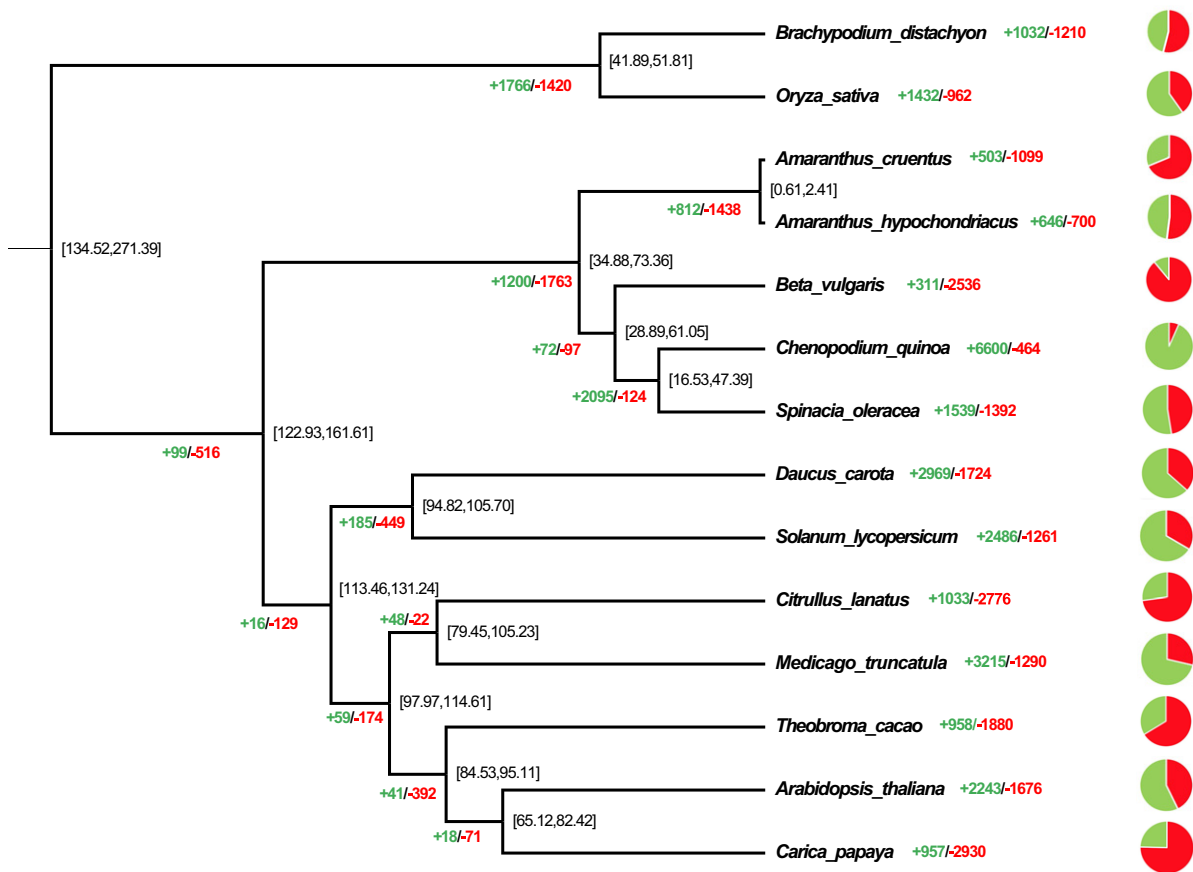 Brachypodium_distachyon +1032/-1210
[41.89,51.81]
+1766/-1420
Oryza_sativa +1432/-962
Amaranthus_cruentus +503/-1099
[0.61,2.41]
+812/-1438
Amaranthus_hypochondriacus +646/-700
[134.52,271.39]
[34.88,73.36]
+1200/-1763
Beta_vulgaris +311/-2536
[28.89,61.05]
+72/-97
Chenopodium_quinoa +6600/-464
[16.53,47.39]
+2095/-124
Spinacia_oleracea +1539/-1392
[122.93,161.61]
+99/-516
Daucus_carota +2969/-1724
[94.82,105.70]
+185/-449
Solanum_lycopersicum +2486/-1261
[113.46,131.24]
Citrullus_lanatus +1033/-2776
+48/-22
+16/-129
[79.45,105.23]
Medicago_truncatula +3215/-1290
[97.97,114.61]
+59/-174
Theobroma_cacao +958/-1880
[84.53,95.11]
+41/-392
Arabidopsis_thaliana +2243/-1676
[65.12,82.42]
+18/-71
Carica_papaya +957/-2930